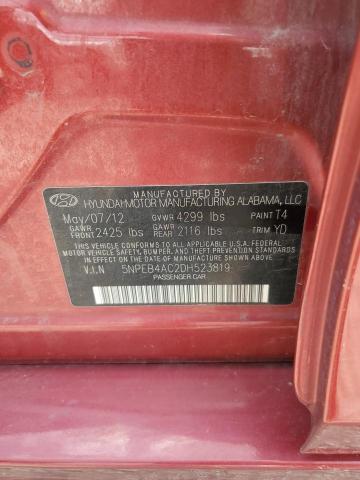 MANUFACTURED BY
HYUNDAI MOTOR MANUFACTURING ALABAMA, LLC
May/07/12 GVWR 4299 lbs PAINT T4
GAWR FRONT 2425 lbs GAWR REAR 2116 lbs TRIM YD
THIS VEHICLE CONFORMS TO ALL APPLICABLE U.S. FEDERAL
MOTOR VEHICLE SAFETY, BUMPER, AND THEFT PREVENTION STANDARDS
IN EFFECT ON THE DATE OF MANUFACTURE SHOWN ABOVE.
V.I.N 5NPEB4AC2DH523819
PASSENGER CAR